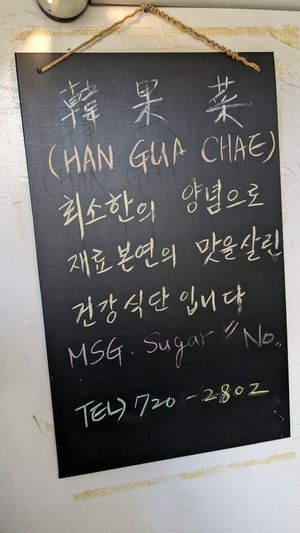 韓果菜
(HAN GUA CHAE)
최소한의 양념으로
재료본연의 맛을살린
건강식단입니다
MSG. Sugar〃No.
TEL) 720-2802